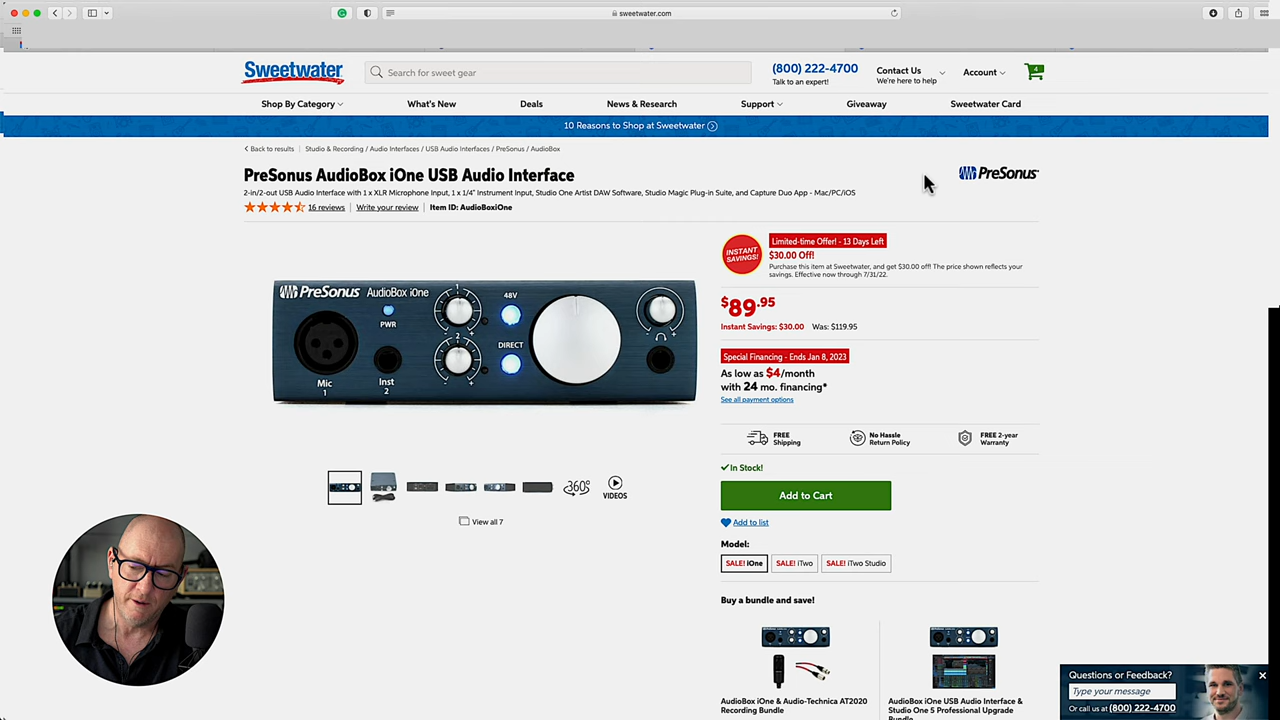 sweetwater.com
Sweetwater
Search for sweet gear
(800) 222-4700
Talk to an expert!
Contact Us
We're here to help
Account
4
Shop By Category
What's New
Deals
News & Research
Support
Giveaway
Sweetwater Card
10 Reasons to Shop at Sweetwater
Back to results
Studio & Recording / Audio Interfaces / USB Audio Interfaces / PreSonus / AudioBox
PreSonus AudioBox iOne USB Audio Interface
2-in/2-out USB Audio Interface with 1 x XLR Microphone Input, 1 x 1/4" Instrument Input, Studio One Artist DAW Software, Studio Magic Plug-in Suite, and Capture Duo App - Mac/PC/iOS
16 reviews
Write your review
Item ID: AudioBoxiOne
PreSonus
PreSonus AudioBox iOne
PWR
Mic
1
Inst
2
1
2
48V
DIRECT
INSTANT
SAVINGS!
Limited-time Offer! - 13 Days Left
$30.00 Off!
Purchase this item at Sweetwater, and get $30.00 off! The price shown reflects your
savings. Effective now through 7/31/22.
$89.95
Instant Savings: $30.00 Was: $119.95
Special Financing - Ends Jan 8, 2023
As low as $4/month
with 24 mo. financing*
See all payment options
FREE
Shipping
No Hassle
Return Policy
FREE 2-year
Warranty
In Stock!
Add to Cart
Add to list
Model:
SALE! iOne
SALE! iTwo
SALE! iTwo Studio
360°
VIDEOS
View all 7
Buy a bundle and save!
AudioBox iOne & Audio-Technica AT2020
Recording Bundle
AudioBox iOne USB Audio Interface &
Studio One 5 Professional Upgrade
Bundle
Questions or Feedback?
Type your message
Or call us at (800) 222-4700